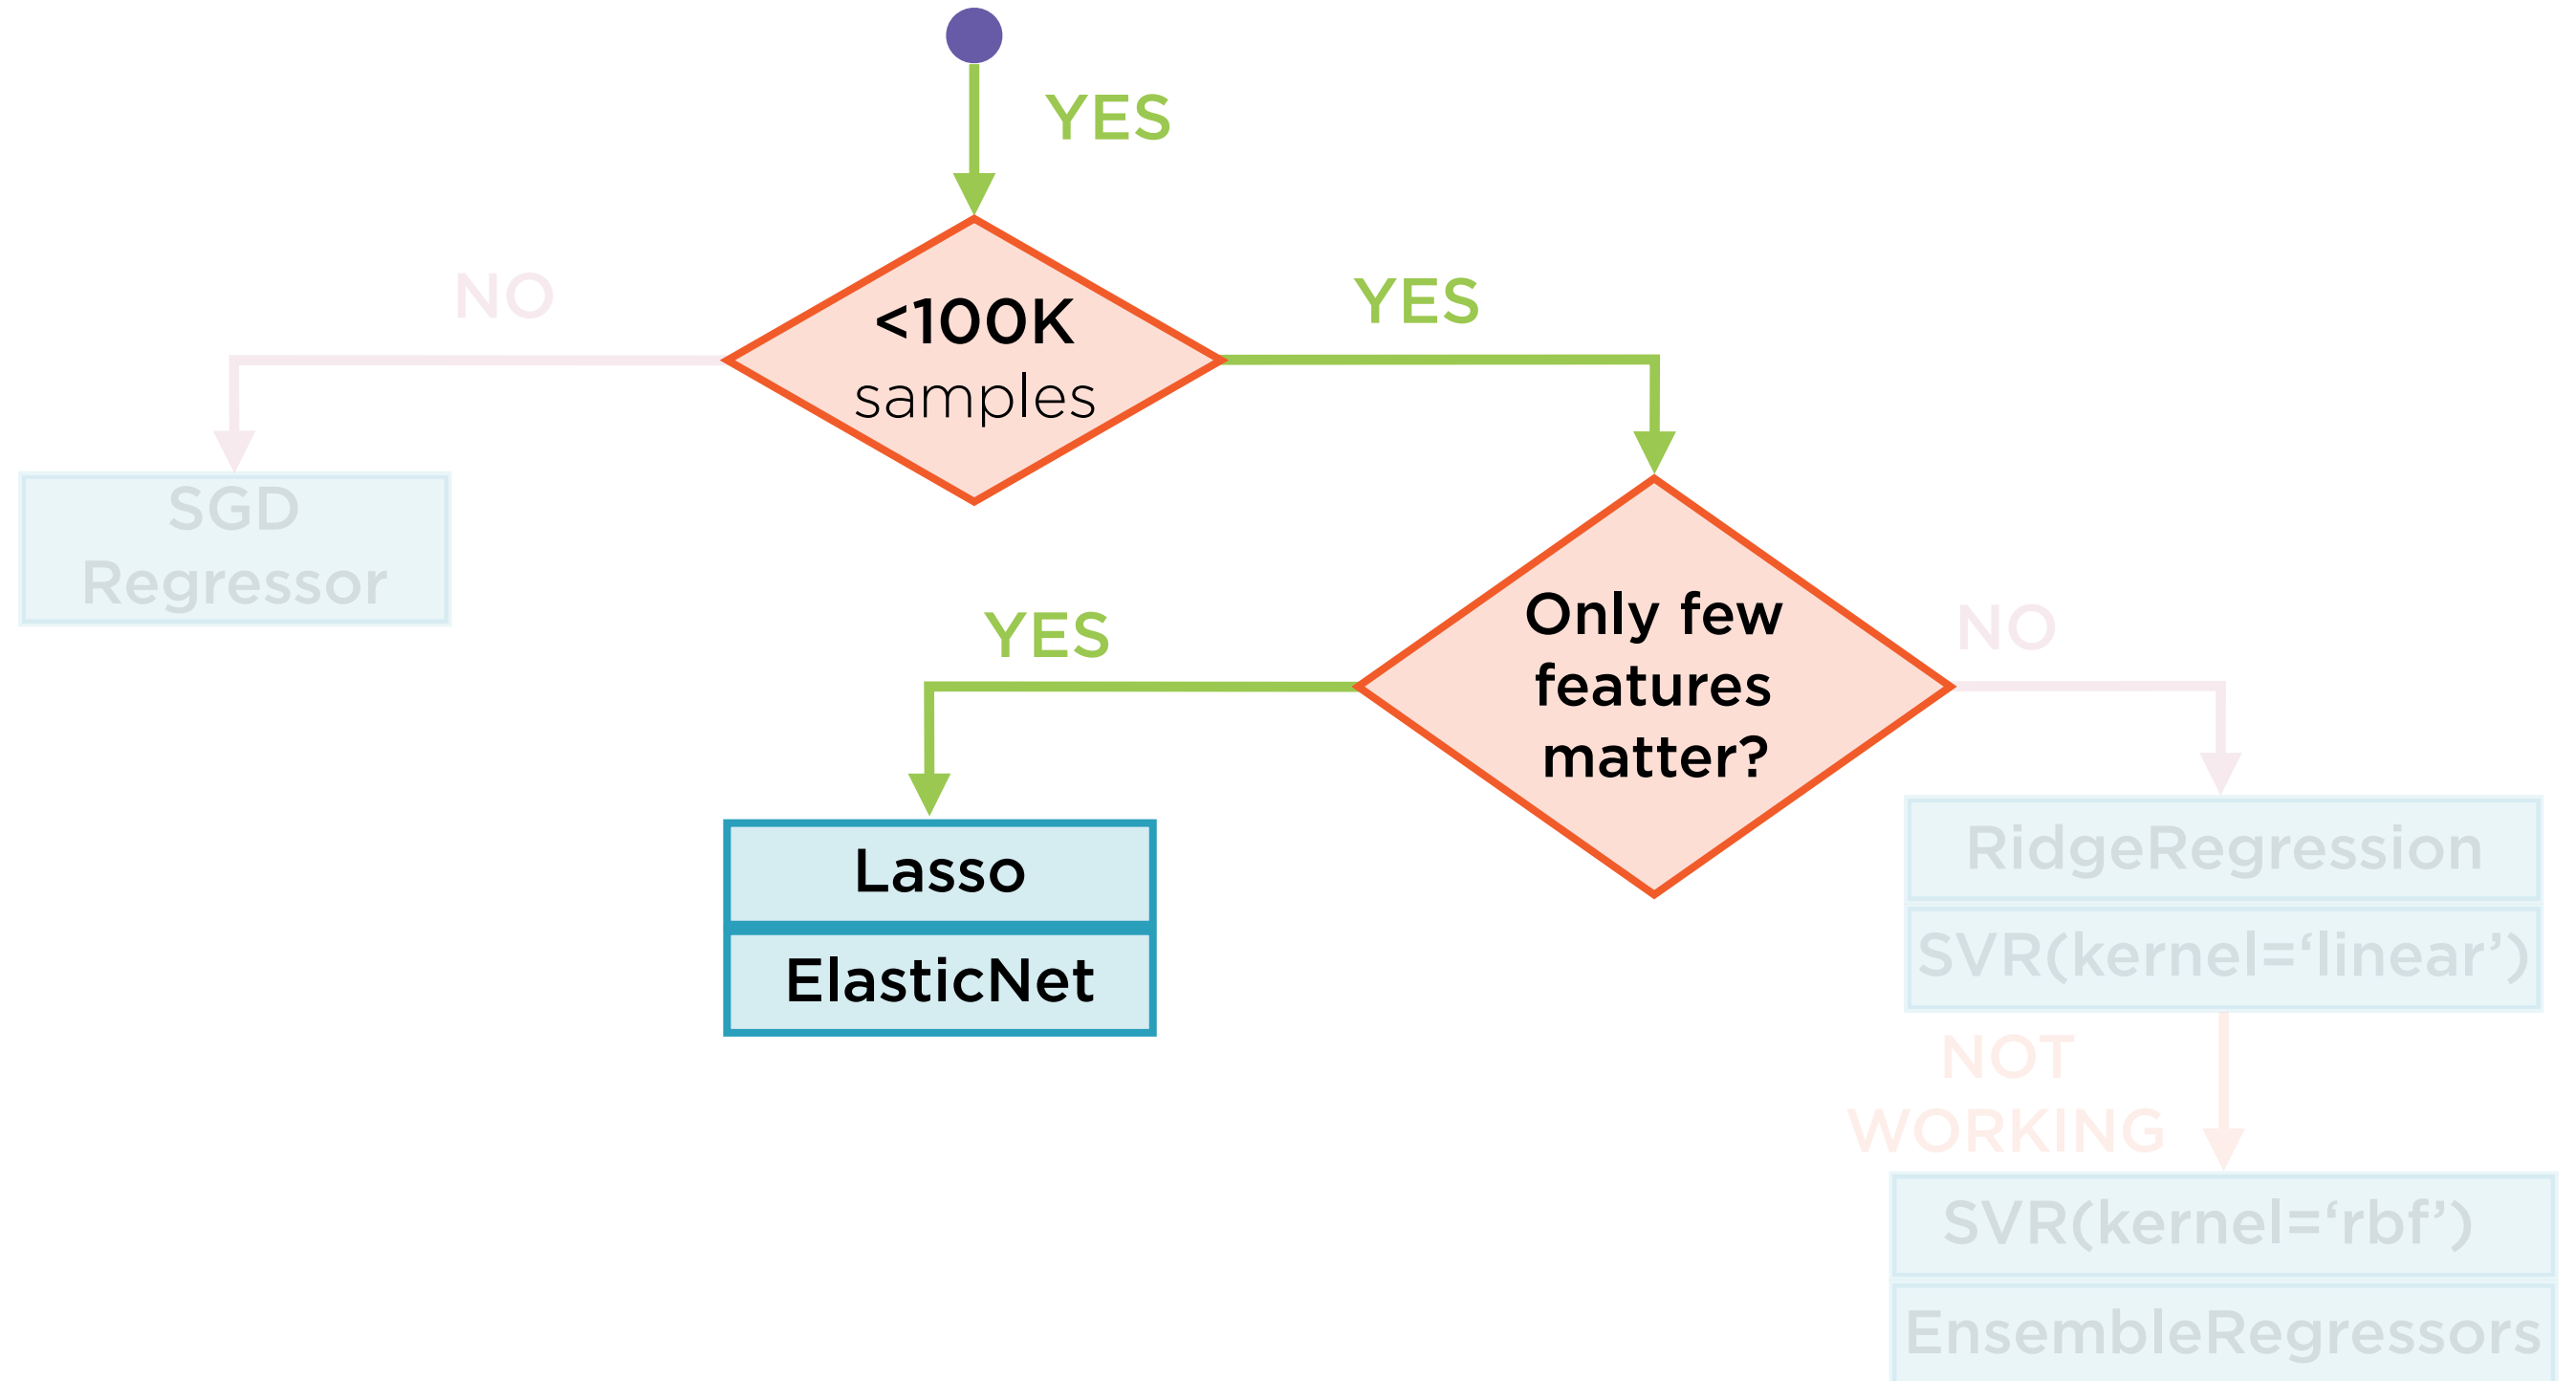 YES
NO
YES
<100K
samples
SGD
Regressor
YES
Only few
features
matter?
NO
Lasso
ElasticNet
RidgeRegression
SVR(kernel=‘linear’)
NOT
WORKING
SVR(kernel=‘rbf’)
EnsembleRegressors